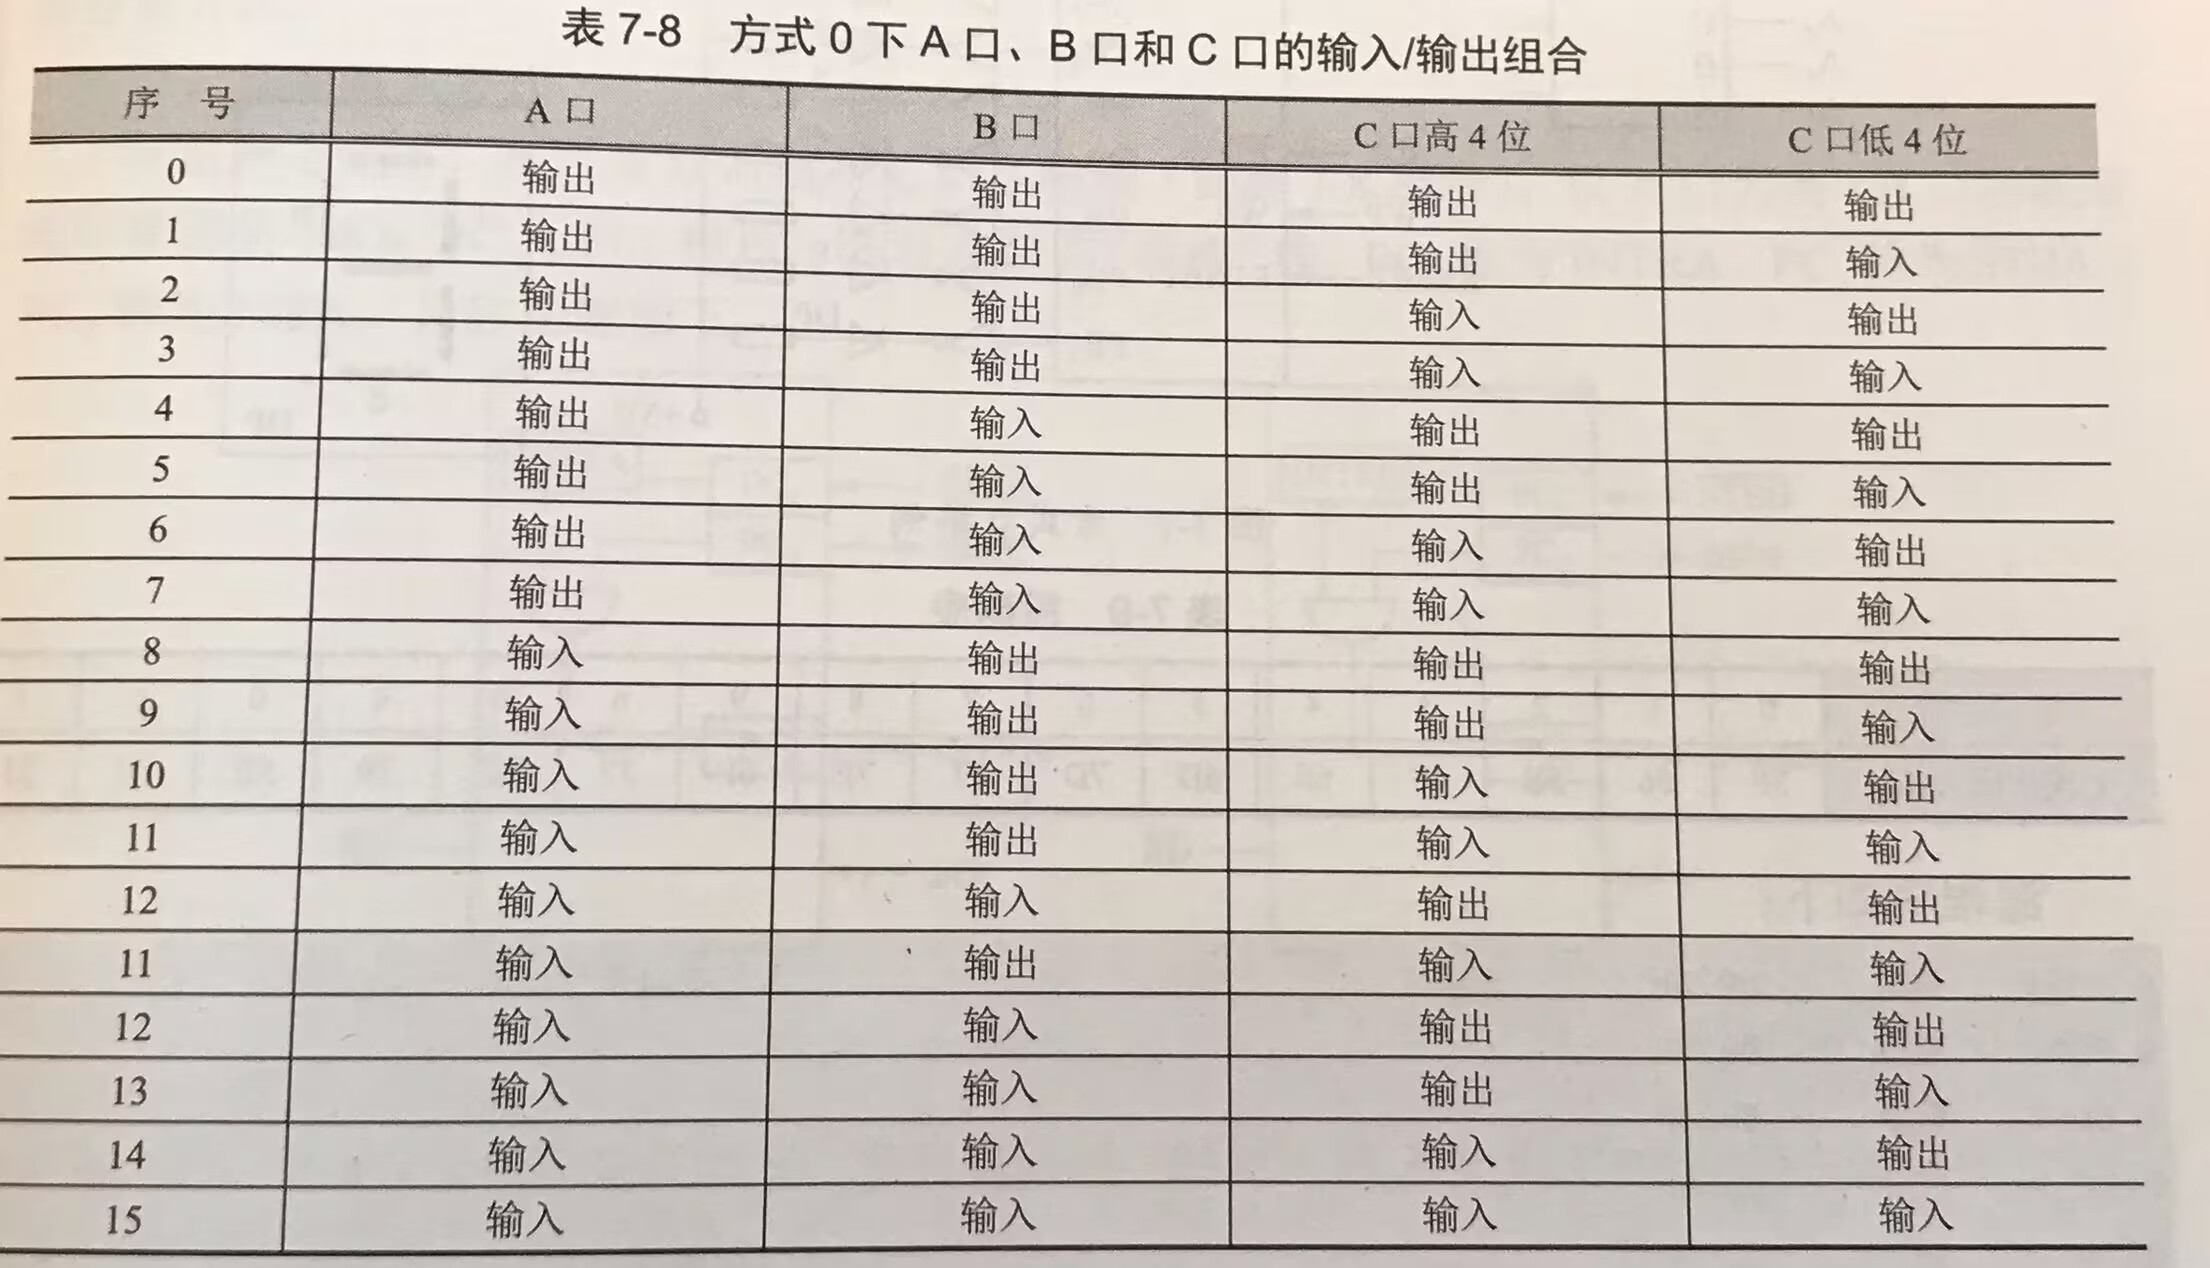 表 7-8 方式 0 下 A 口、B 口和 C 口的输入/输出组合
序 号 A 口 B 口 C 口高 4 位 C 口低 4 位
0 输出 输出 输出 输出
1 输出 输出 输出 输入
2 输出 输出 输入 输出
3 输出 输出 输入 输入
4 输出 输入 输出 输出
5 输出 输入 输出 输入
6 输出 输入 输入 输出
7 输出 输入 输入 输入
8 输入 输出 输出 输出
9 输入 输出 输出 输入
10 输入 输出 输入 输出
11 输入 输出 输入 输入
12 输入 输入 输出 输出
11 输入 输出 输入 输入
12 输入 输入 输出 输出
13 输入 输入 输出 输入
14 输入 输入 输入 输出
15 输入 输入 输入 输入